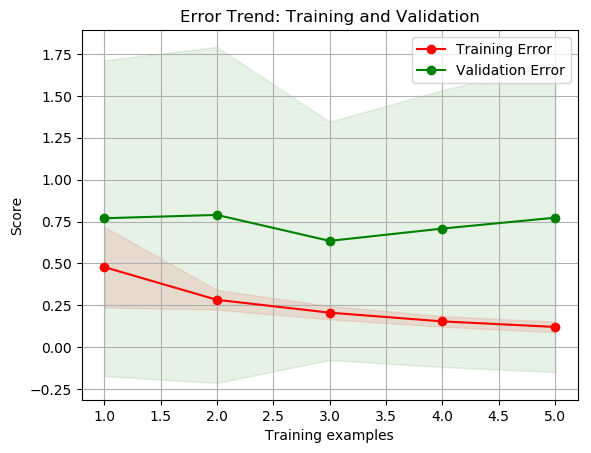 Error Trend: Training and Validation
Training Error
Validation Error
Score
1.75
1.50
1.25
1.00
0.75
0.50
0.25
0.00
−0.25
1.0 1.5 2.0 2.5 3.0 3.5 4.0 4.5 5.0
Training examples